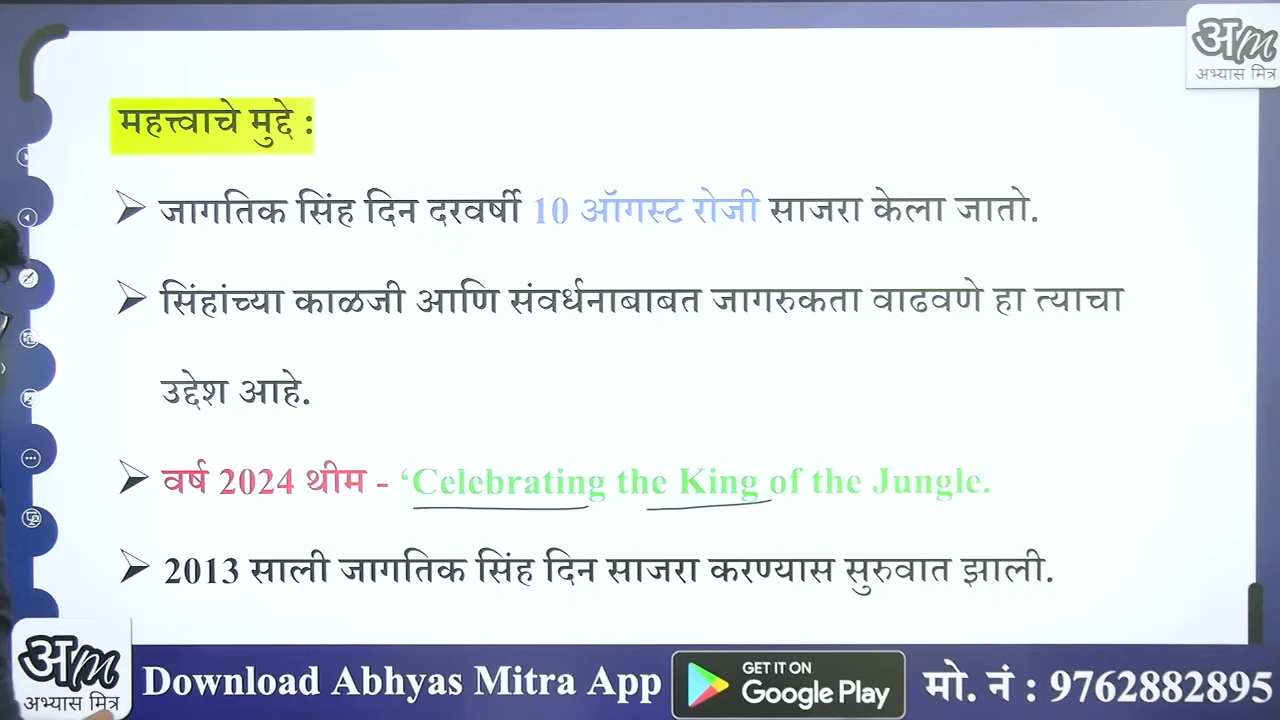 अm
अभ्यास मित्र
महत्त्वाचे मुद्दे :
जागतिक सिंह दिन दरवर्षी 10 ऑगस्ट रोजी साजरा केला जातो.
सिंहांच्या काळजी आणि संवर्धनाबाबत जागरुकता वाढवणे हा त्याचा
उद्देश आहे.
वर्ष 2024 थीम - ‘Celebrating the King of the Jungle.
2013 साली जागतिक सिंह दिन साजरा करण्यास सुरुवात झाली.
अm
अभ्यास मित्र
Download Abhyas Mitra App
GET IT ON
Google Play
मो. नं : 9762882895